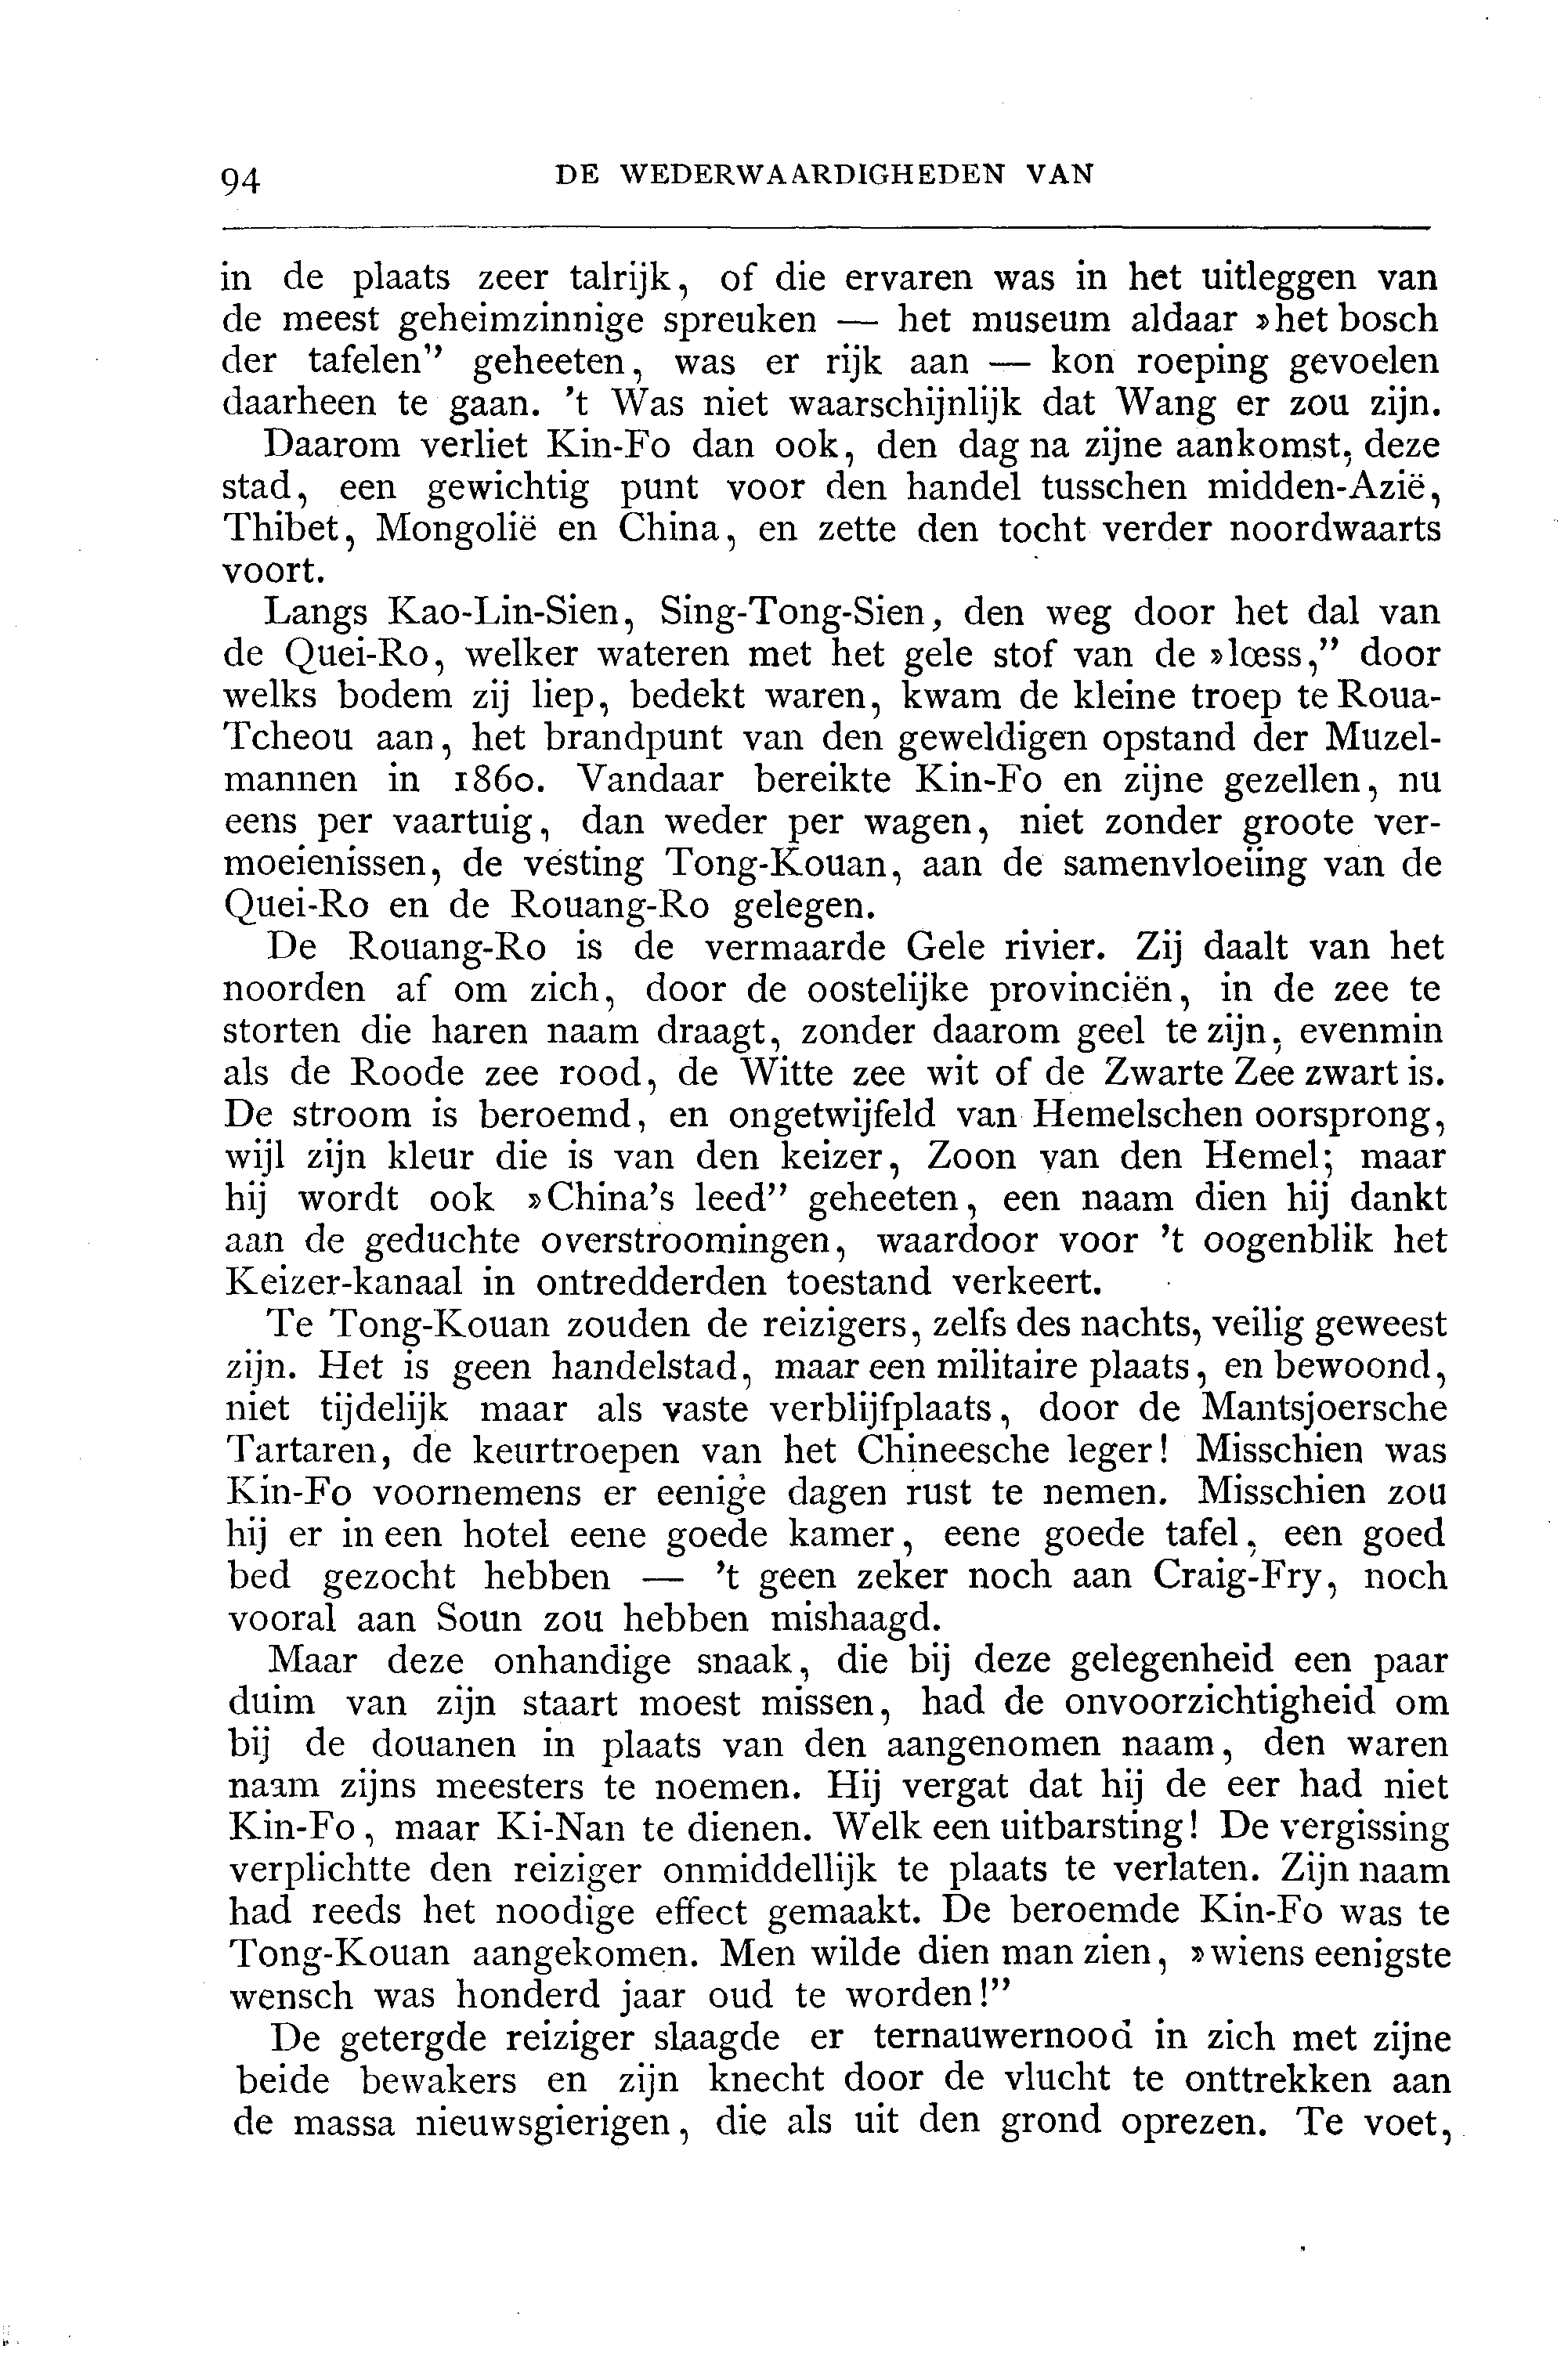 94 DE WEDERWAARDIGHEDEN VAN
in de plaats zeer talrijk, of die ervaren was in het uitleggen van
de meest geheimzinnige spreuken — het museum aldaar »het bosch
der tafelen" geheeten, was er rijk aan — kon roeping gevoelen
daarheen te gaan. 't Was niet waarschijnlijk dat Wang er zou zijn.
Daarom verliet Kin-Fo dan ook, den dag na zijne aankomst, deze
stad, een gewichtig punt voor den handel tusschen midden-Azië,
Thibet, Mongolië en China, en zette den tocht verder noordwaarts
voort.
Langs Kao-Lin-Sien, Sing-Tong-Sien, den weg door het dal van
de Quei-Ro, welker wateren met het gele stof van de »lœss," door
welks bodem zij liep, bedekt waren, kwam de kleine troep te Roua-
Tcheou aan, het brandpunt van den geweldigen opstand der Muzel-
mannen in 1860. Vandaar bereikte Kin-Fo en zijne gezellen, nu
eens per vaartuig, dan weder per wagen, niet zonder groote ver-
moeienissen, de vesting Tong-Kouan, aan de samenvloeiing van de
Quei-Ro en de Rouang-Ro gelegen.
De Rouang-Ro is de vermaarde Gele rivier. Zij daalt van het
noorden af om zich, door de oostelijke provinciën, in de zee te
storten die haren naam draagt, zonder daarom geel te zijn, evenmin
als de Roode zee rood, de Witte zee wit of de Zwarte Zee zwart is.
De stroom is beroemd, en ongetwijfeld van Hemelschen oorsprong,
wijl zijn kleur die is van den keizer, Zoon van den Hemel; maar
hij wordt ook »China's leed" geheeten, een naam dien hij dankt
aan de geduchte overstroomingen, waardoor voor 't oogenblik het
Keizer-kanaal in ontredderden toestand verkeert.
Te Tong-Kouan zouden de reizigers, zelfs des nachts, veilig geweest
zijn. Het is geen handelstad, maar een militaire plaats, en bewoond,
niet tijdelijk maar als vaste verblijfplaats, door de Mantsjoersche
Tartaren, de keurtroepen van het Chineesche leger! Misschien was
Kin-Fo voornemens er eenige dagen rust te nemen. Misschien zou
hij er in een hotel eene goede kamer, eene goede tafel, een goed
bed gezocht hebben — 't geen zeker noch aan Craig-Fry, noch
vooral aan Soun zou hebben mishaagd.
Maar deze onhandige snaak, die bij deze gelegenheid een paar
duim van zijn staart moest missen, had de onvoorzichtigheid om
bij de douanen in plaats van den aangenomen naam, den waren
naam zijns meesters te noemen. Hij vergat dat hij de eer had niet
Kin-Fo, maar Ki-Nan te dienen. Welk een uitbarsting! De vergissing
verplichtte den reiziger onmiddellijk te plaats te verlaten. Zijn naam
had reeds het noodige effect gemaakt. De beroemde Kin-Fo was te
Tong-Kouan aangekomen. Men wilde dien man zien, »wiens eenigste
wensch was honderd jaar oud te worden!"
De getergde reiziger slaagde er ternauwernood in zich met zijne
beide bewakers en zijn knecht door de vlucht te onttrekken aan
de massa nieuwsgierigen, die als uit den grond oprezen. Te voet,